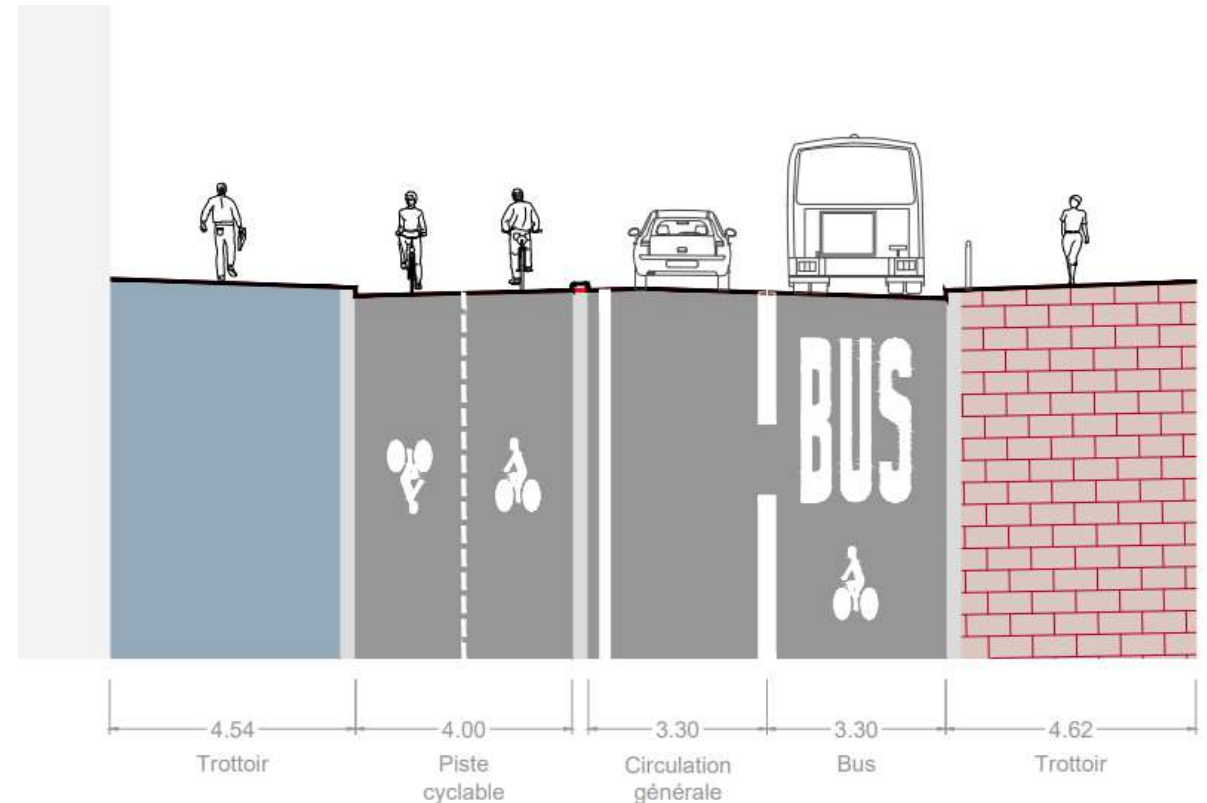 BUS
4.54
4.00
3.30
3.30
4.62
Trottoir
Piste
cyclable
Circulation
générale
Bus
Trottoir